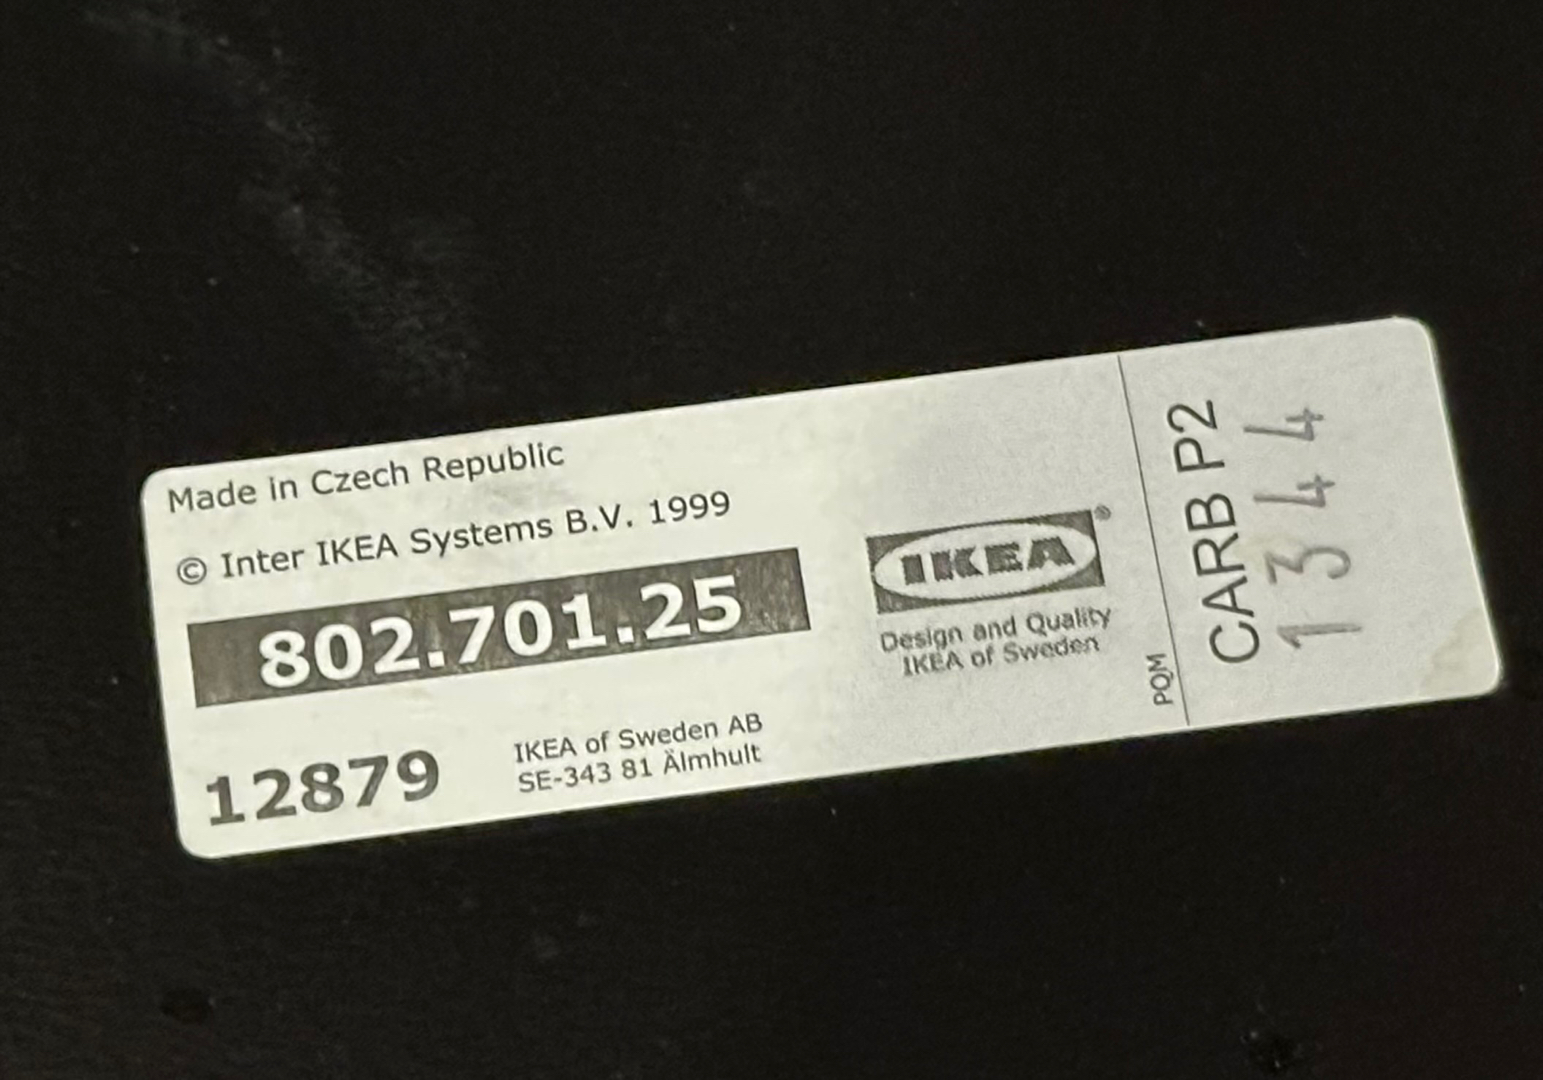 Made in Czech Republic
© Inter IKEA Systems B.V. 1999
802.701.25
12879
IKEA of Sweden AB
SE-343 81 Älmhult
IKEA®
Design and Quality
IKEA of Sweden
PQM
CARB P2
1344